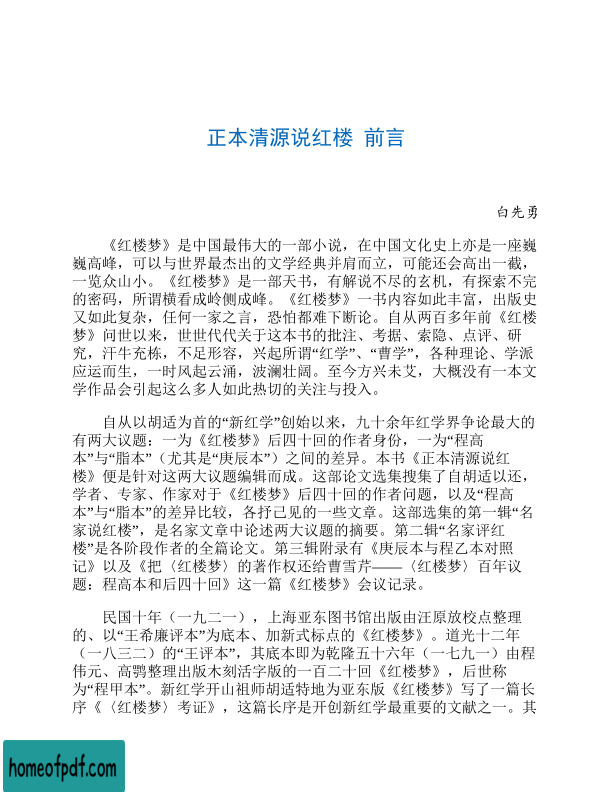 正本清源说红楼 前言
白先勇
《红楼梦》是中国最伟大的一部小说，在中国文化史上亦是一座巍
巍高峰，可以与世界最杰出的文学经典并肩而立，可能还会高出一截，
一览众山小。《红楼梦》是一部天书，有解说不尽的玄机，有探索不完
的密码，所谓横看成岭侧成峰。《红楼梦》一书内容如此丰富，出版史
又如此复杂，任何一家之言，恐怕都难下断论。自从两百多年前《红楼
梦》问世以来，世世代代关于这本书的批注、考据、索隐、点评、研
究，汗牛充栋，不足形容，兴起所谓“红学”、“曹学”，各种理论、学派
应运而生，一时风起云涌，波澜壮阔。至今方兴未艾，大概没有一本文
学作品会引起这么多人如此热切的关注与投入。
自从以胡适为首的“新红学”创始以来，九十余年红学界争论最大的
有两大议题：一为《红楼梦》后四十回的作者身份，一为“程高
本”与“脂本”（尤其是“庚辰本”）之间的差异。本书《正本清源说红
楼》便是针对这两大议题编辑而成。这部论文选集搜集了自胡适以还，
学者、专家、作家对于《红楼梦》后四十回的作者问题，以及“程高
本”与“脂本”的差异比较，各抒己见的一些文章。这部选集的第一辑“名
家说红楼”，是名家文章中论述两大议题的摘要。第二辑“名家评红
楼”是各阶段作者的全篇论文。第三辑附录有《庚辰本与程乙本对照
记》以及《把〈红楼梦〉的著作权还给曹雪芹——〈红楼梦〉百年议
题：程高本和后四十回》这一篇《红楼梦》会议记录。
民国十年（一九二一），上海亚东图书馆出版由汪原放校点整理
的、以“王希廉评本”为底本、加新式标点的《红楼梦》。道光十二年
（一八三二）的“王评本”，其底本即为乾隆五十六年（一七九一）由程
伟元、高鹗整理出版木刻活字版的一百二十回《红楼梦》，后世称
为“程甲本”。新红学开山祖师胡适特地为亚东版《红楼梦》写了一篇长
序《〈红楼梦〉考证》，这篇长序是开创新红学最重要的文献之一。其
homeofpdf.com